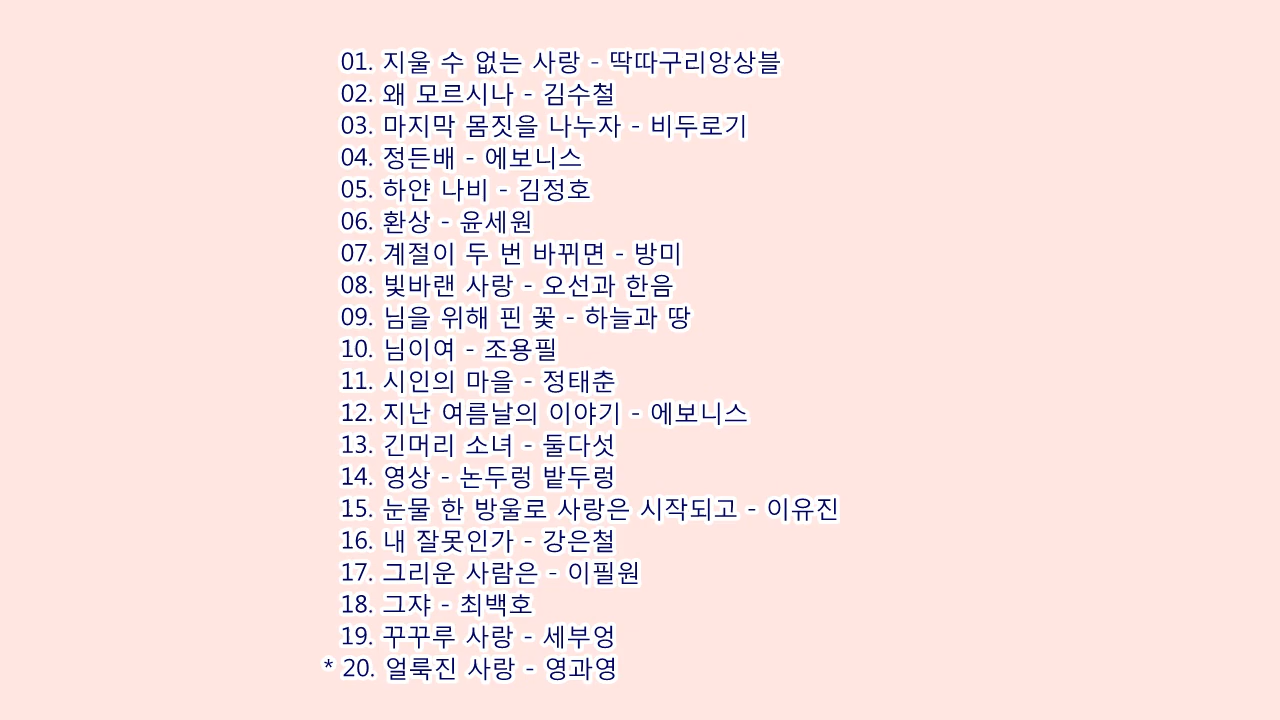 01. 지울 수 없는 사랑 - 딱따구리앙상블
02. 왜 모르시나 - 김수철
03. 마지막 몸짓을 나누자 - 비두로기
04. 정든배 - 에보니스
05. 하얀 나비 - 김정호
06. 환상 - 윤세원
07. 계절이 두 번 바뀌면 - 방미
08. 빛바랜 사랑 - 오선과 한음
09. 님을 위해 핀 꽃 - 하늘과 땅
10. 님이여 - 조용필
11. 시인의 마을 - 정태춘
12. 지난 여름날의 이야기 - 에보니스
13. 긴머리 소녀 - 둘다섯
14. 영상 - 논두렁 밭두렁
15. 눈물 한 방울로 사랑은 시작되고 - 이유진
16. 내 잘못인가 - 강은철
17. 그리운 사람은 - 이필원
18. 그쟈 - 최백호
19. 꾸꾸루 사랑 - 세부엉
* 20. 얼룩진 사랑 - 영과영